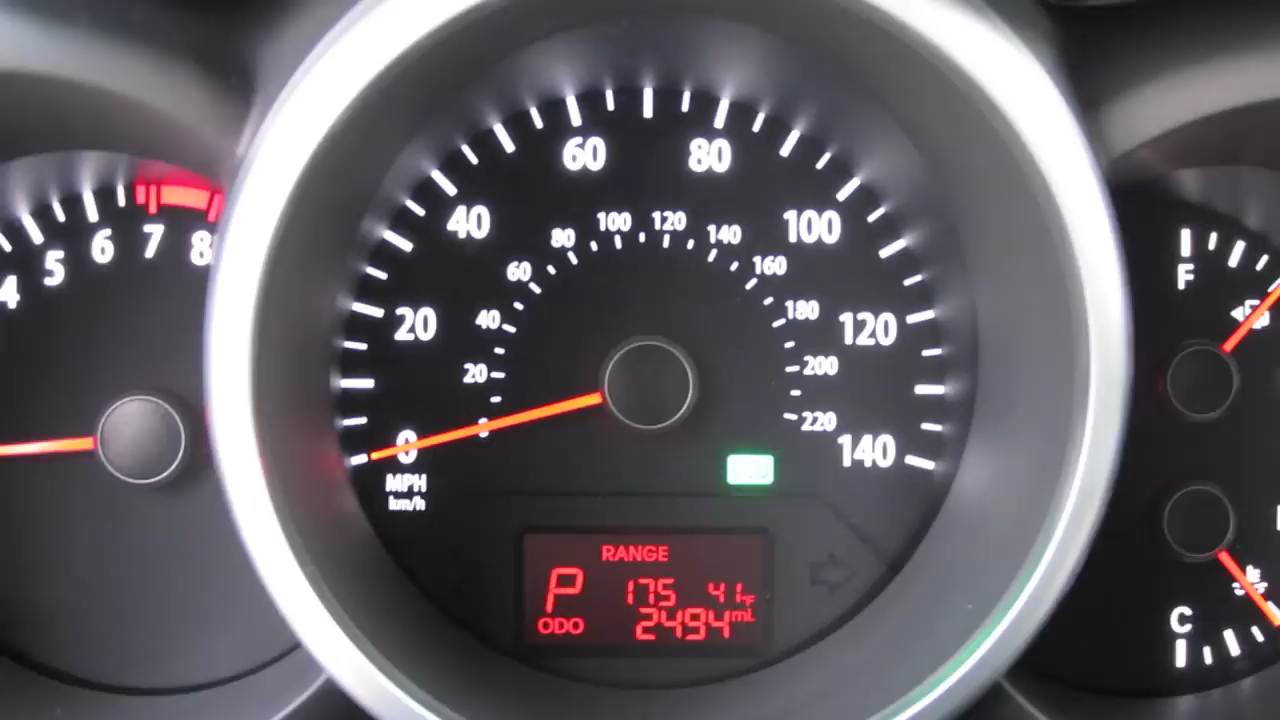 4 5 6 7 8
0 20 40 60 80 100 120 140
MPH
km/h
20 40 60 80 100 120 140 160 180 200 220
RANGE
P 175 41°F
ODO 2494 mi.
F
C